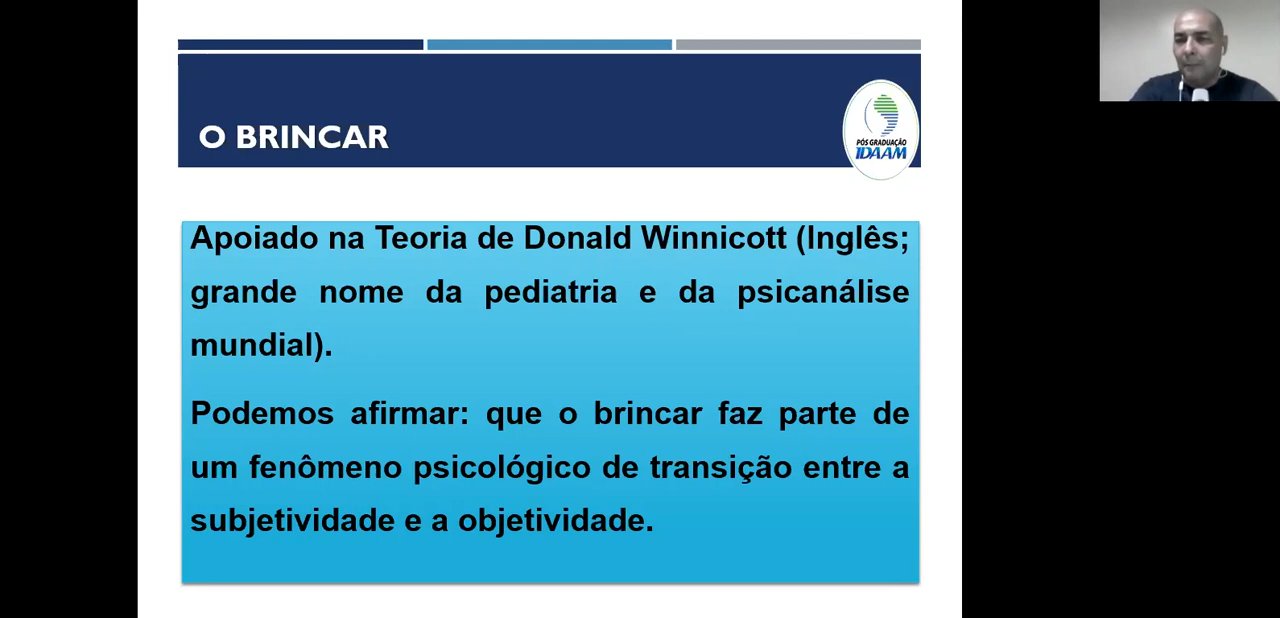 O BRINCAR
PÓS GRADUAÇÃO
IDAAM
Apoiado na Teoria de Donald Winnicott (Inglês;
grande nome da pediatria e da psicanálise
mundial).
Podemos afirmar: que o brincar faz parte de
um fenômeno psicológico de transição entre a
subjetividade e a objetividade.